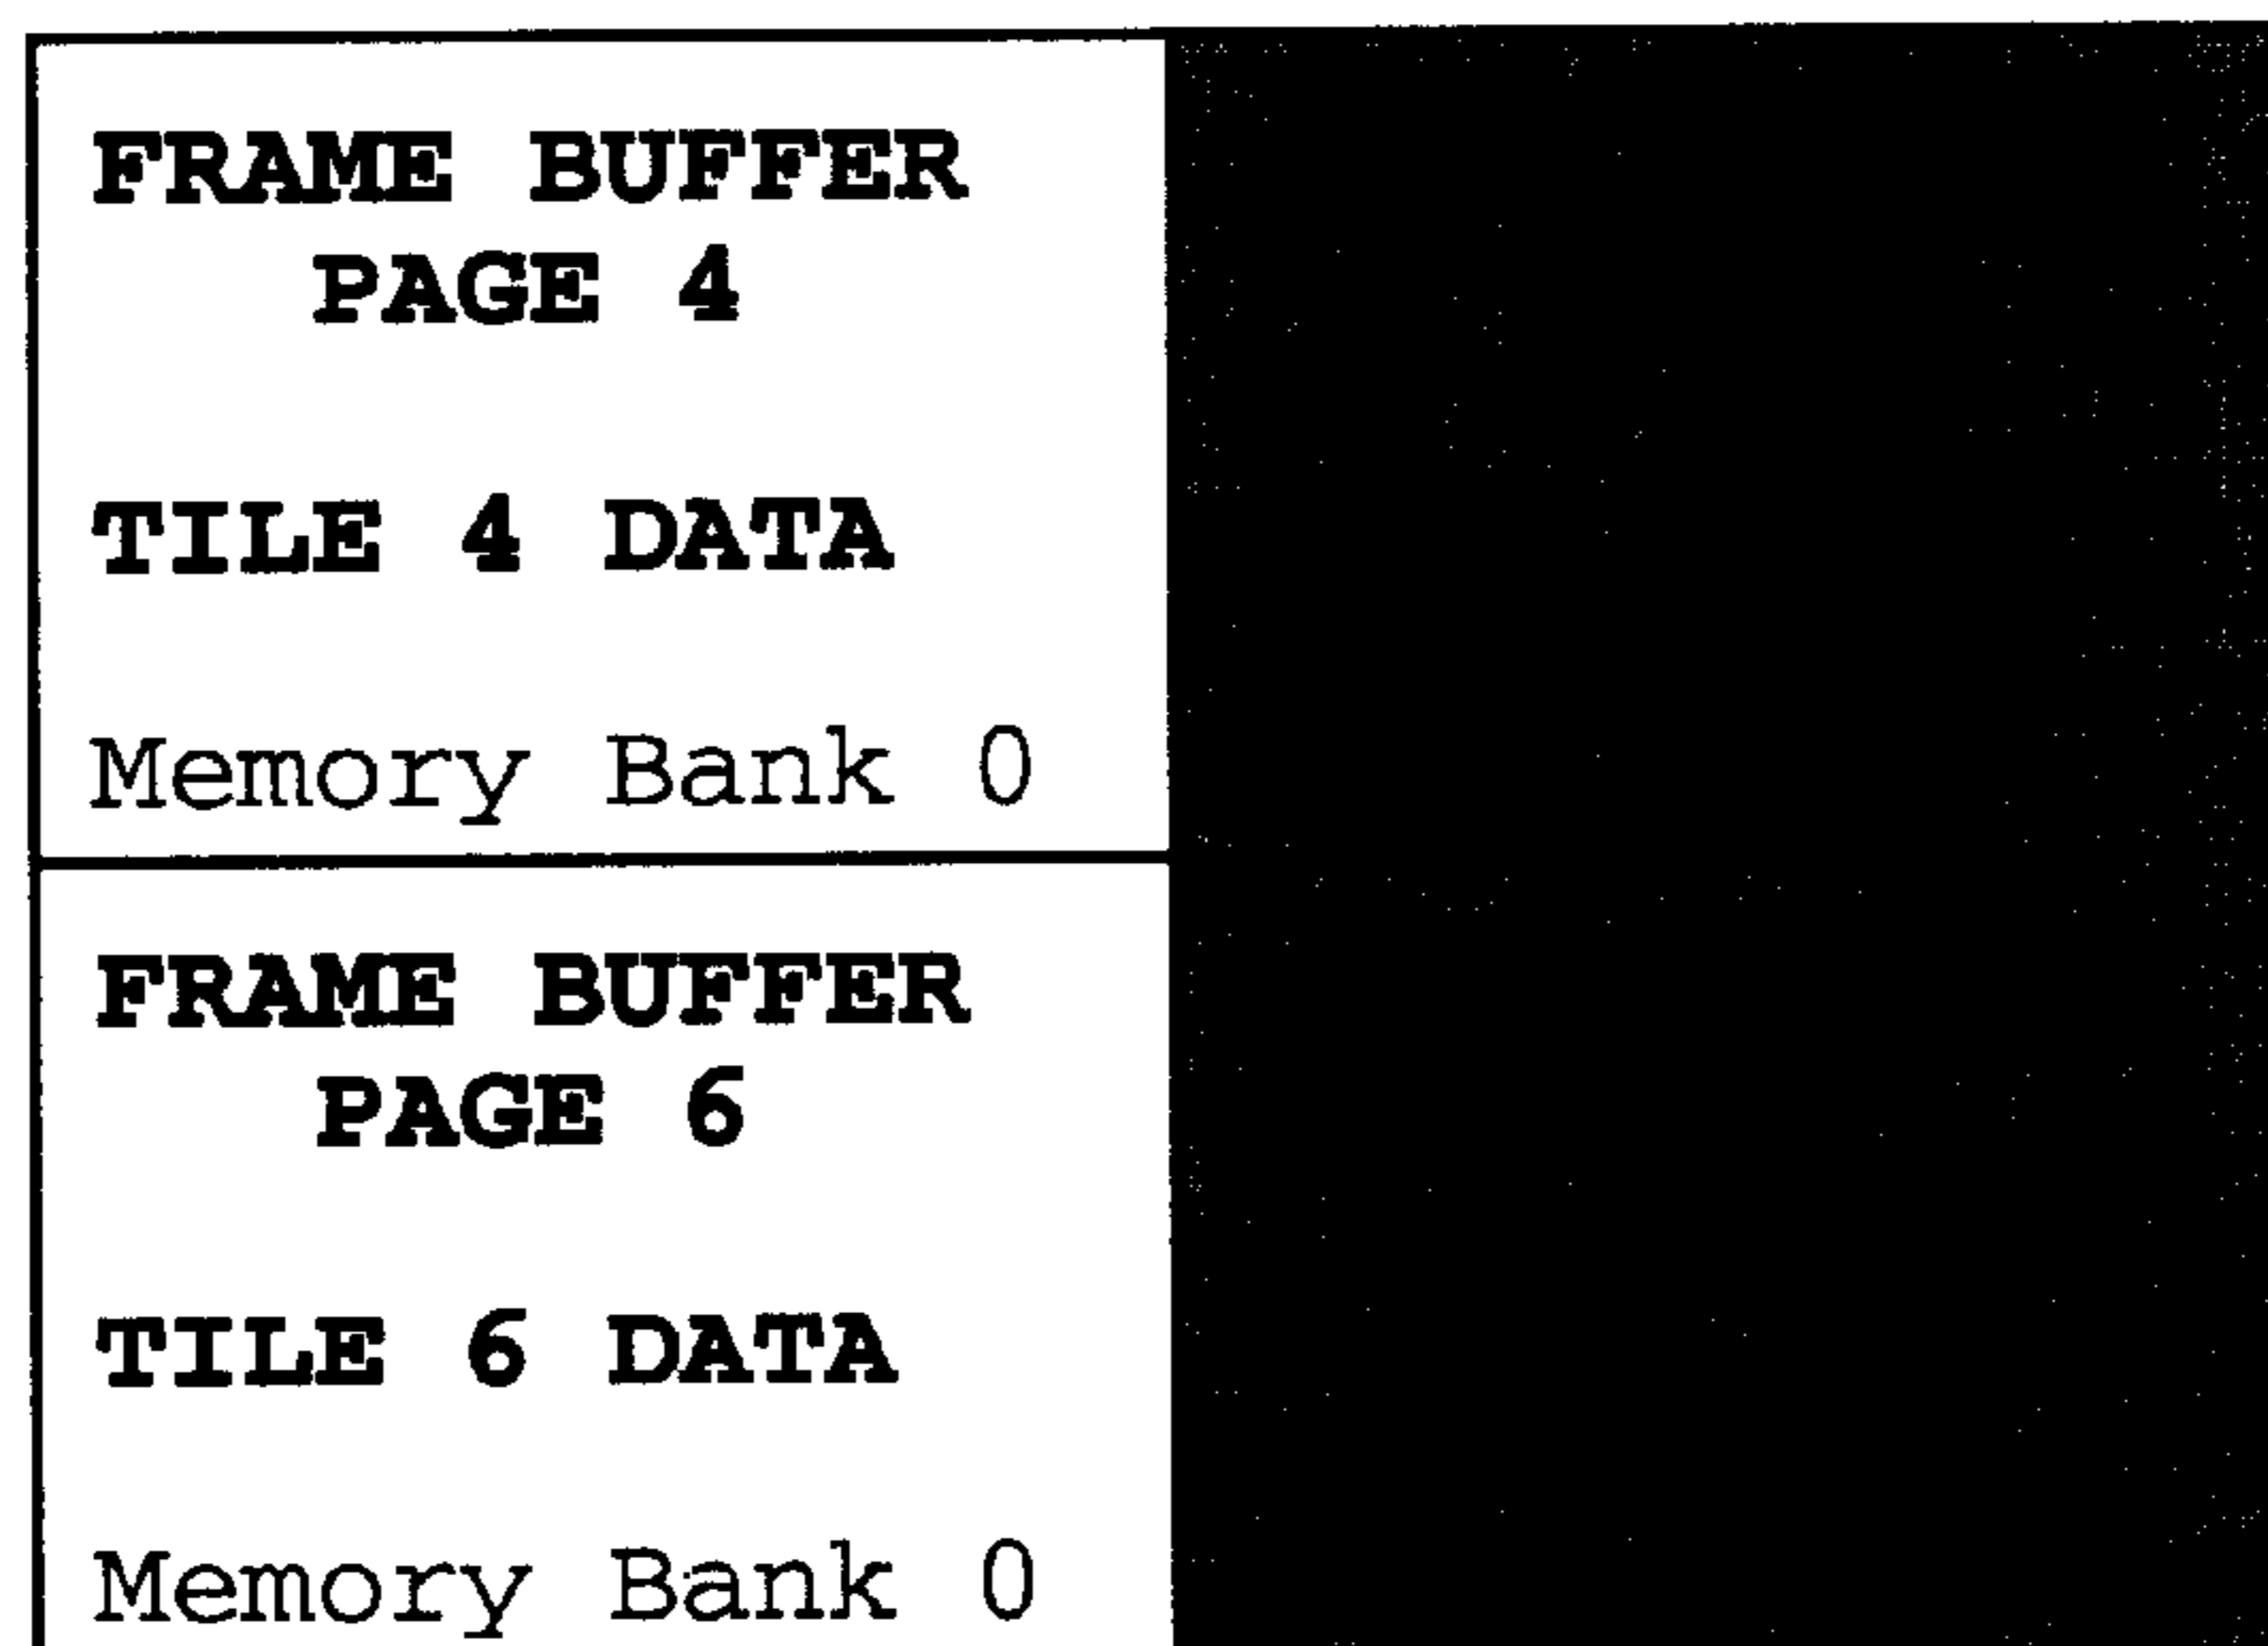 FRAME BUFFER
PAGE 4
TILE 4 DATA
Memory Bank 0
FRAME BUFFER
PAGE 6
TILE 6 DATA
Memory Bank 0